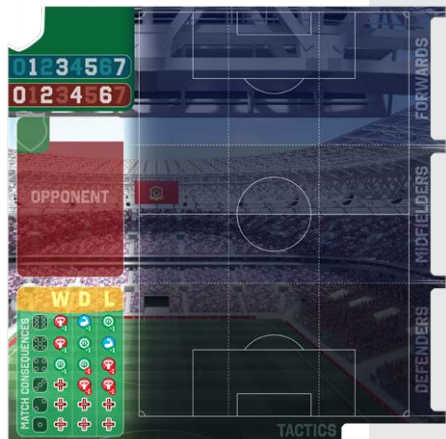 01234567
01234567
FORWARDS
OPPONENT
MIDFIELDERS
W D L
MATCH CONSEQUENCES
DEFENDERS
TACTICS